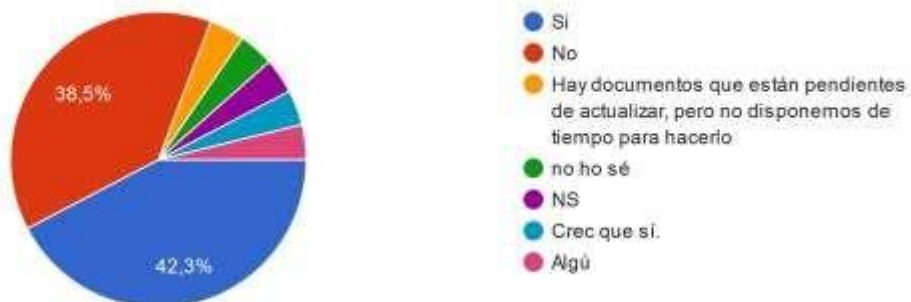 38,5%
42,3%
Si
No
Hay documentos que están pendientes
de actualizar, pero no disponemos de
tiempo para hacerlo
no ho sé
NS
Crec que sí.
Algú